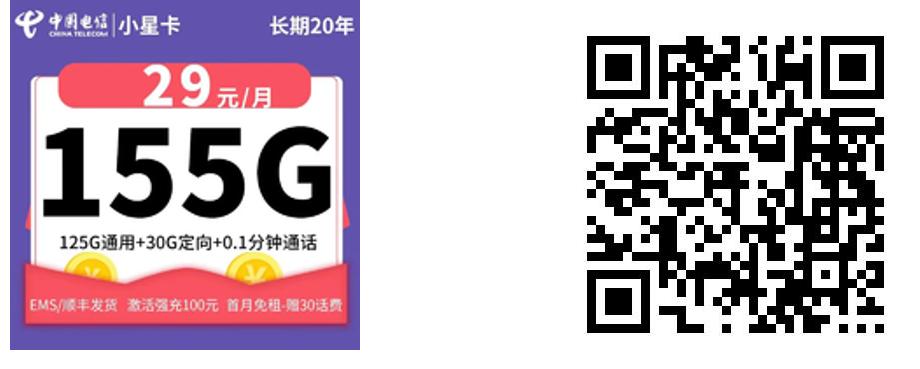 中国电信 小星卡 长期20年
CHINA TELECOM
29元/月
155G
125G通用+30G定向+0.1分钟通话
EMS/顺丰发货 激活强充100元 首月免租-赠30话费